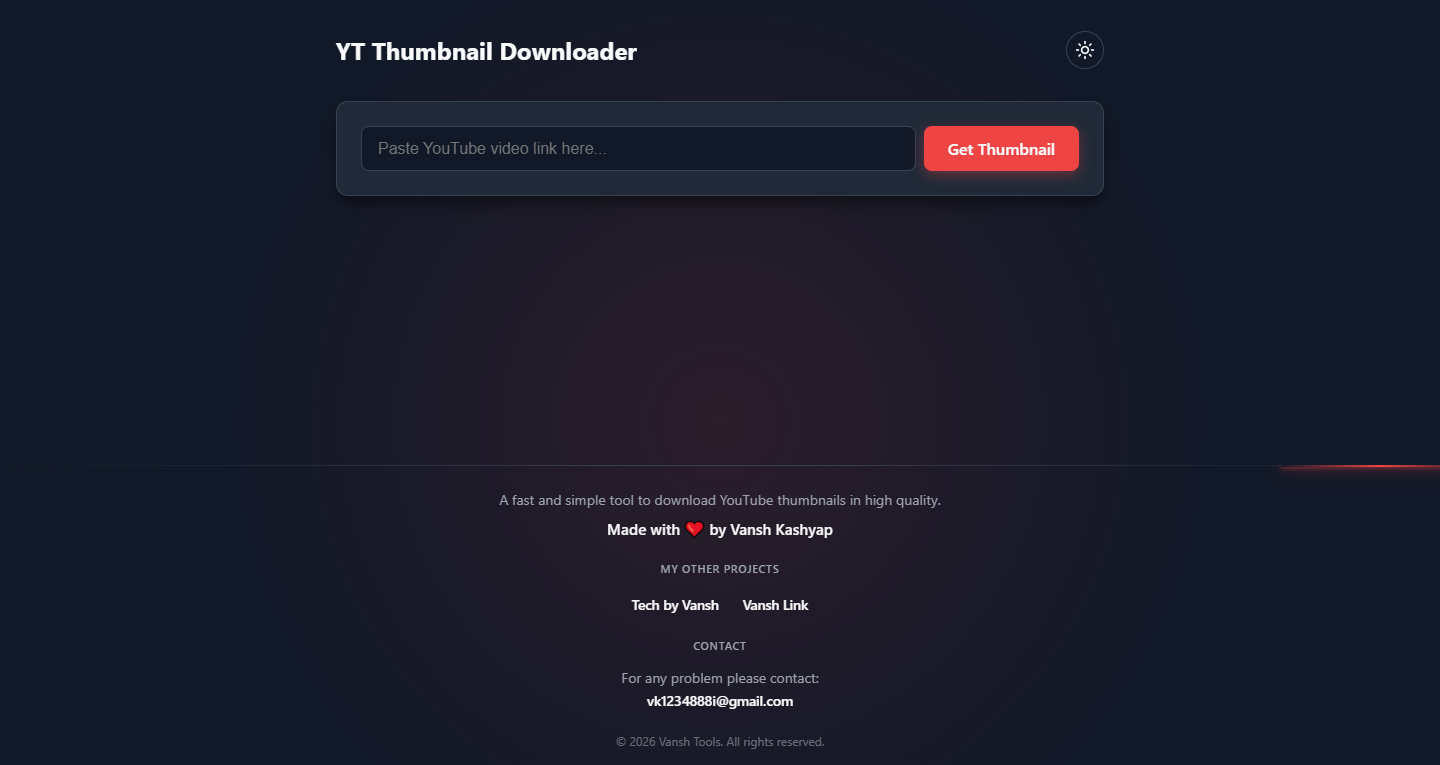 YT Thumbnail Downloader
Paste YouTube video link here...
Get Thumbnail
A fast and simple tool to download YouTube thumbnails in high quality.
Made with ❤️ by Vansh Kashyap
MY OTHER PROJECTS
Tech by Vansh Vansh Link
CONTACT
For any problem please contact:
vk1234888i@gmail.com
© 2026 Vansh Tools. All rights reserved.